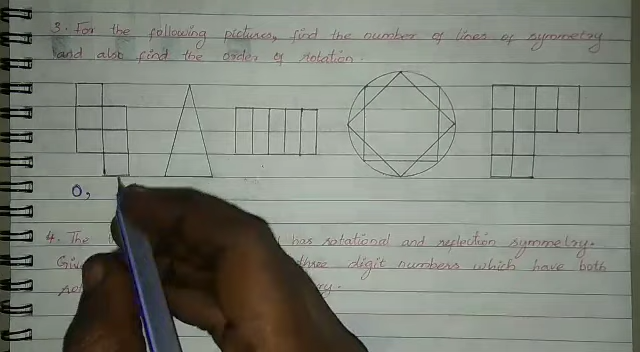 3. For the following pictures, find the number of lines of symmetry
and also find the order of rotation.
0,
4. The has rotational and reflection symmetry.
three digit numbers which have both